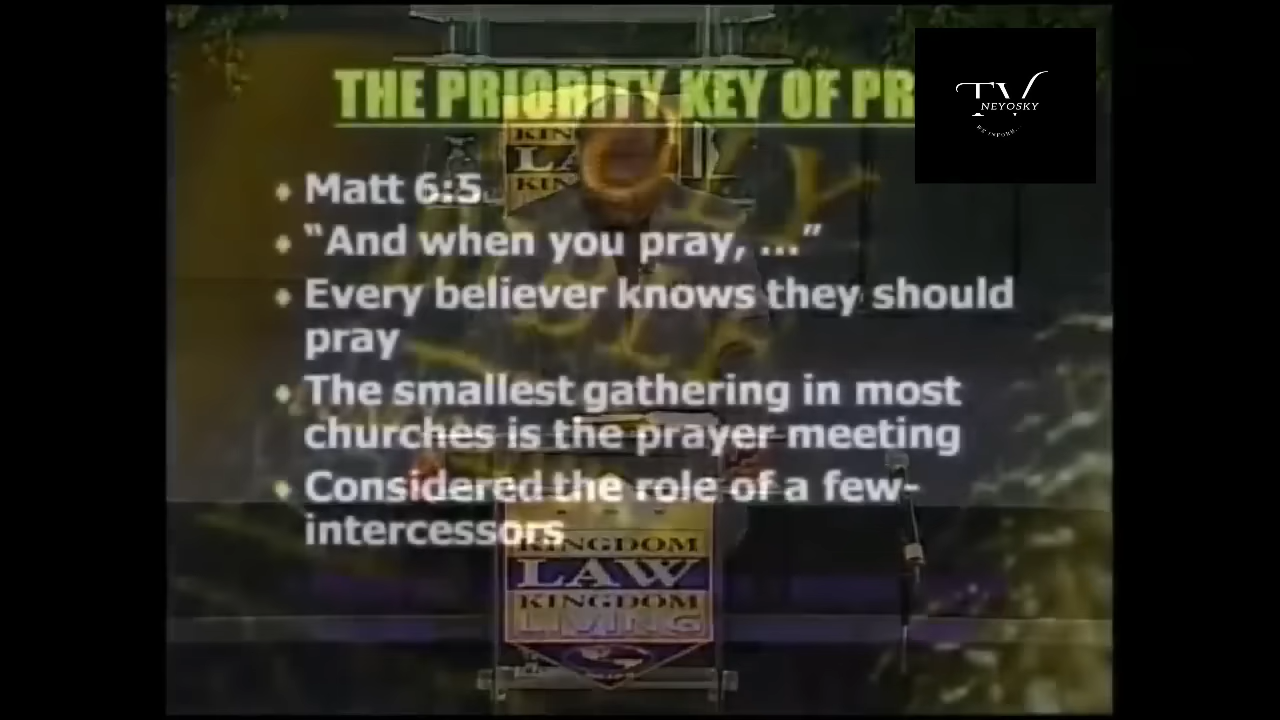 THE PRIORITY KEY OF PR
TV
NEYOSKY
• Matt 6:5
• “And when you pray, …”
• Every believer knows they should
pray
• The smallest gathering in most
churches is the prayer meeting
• Considered the role of a few-
intercessors
KINGDOM
LAW
KINGDOM
LIVING